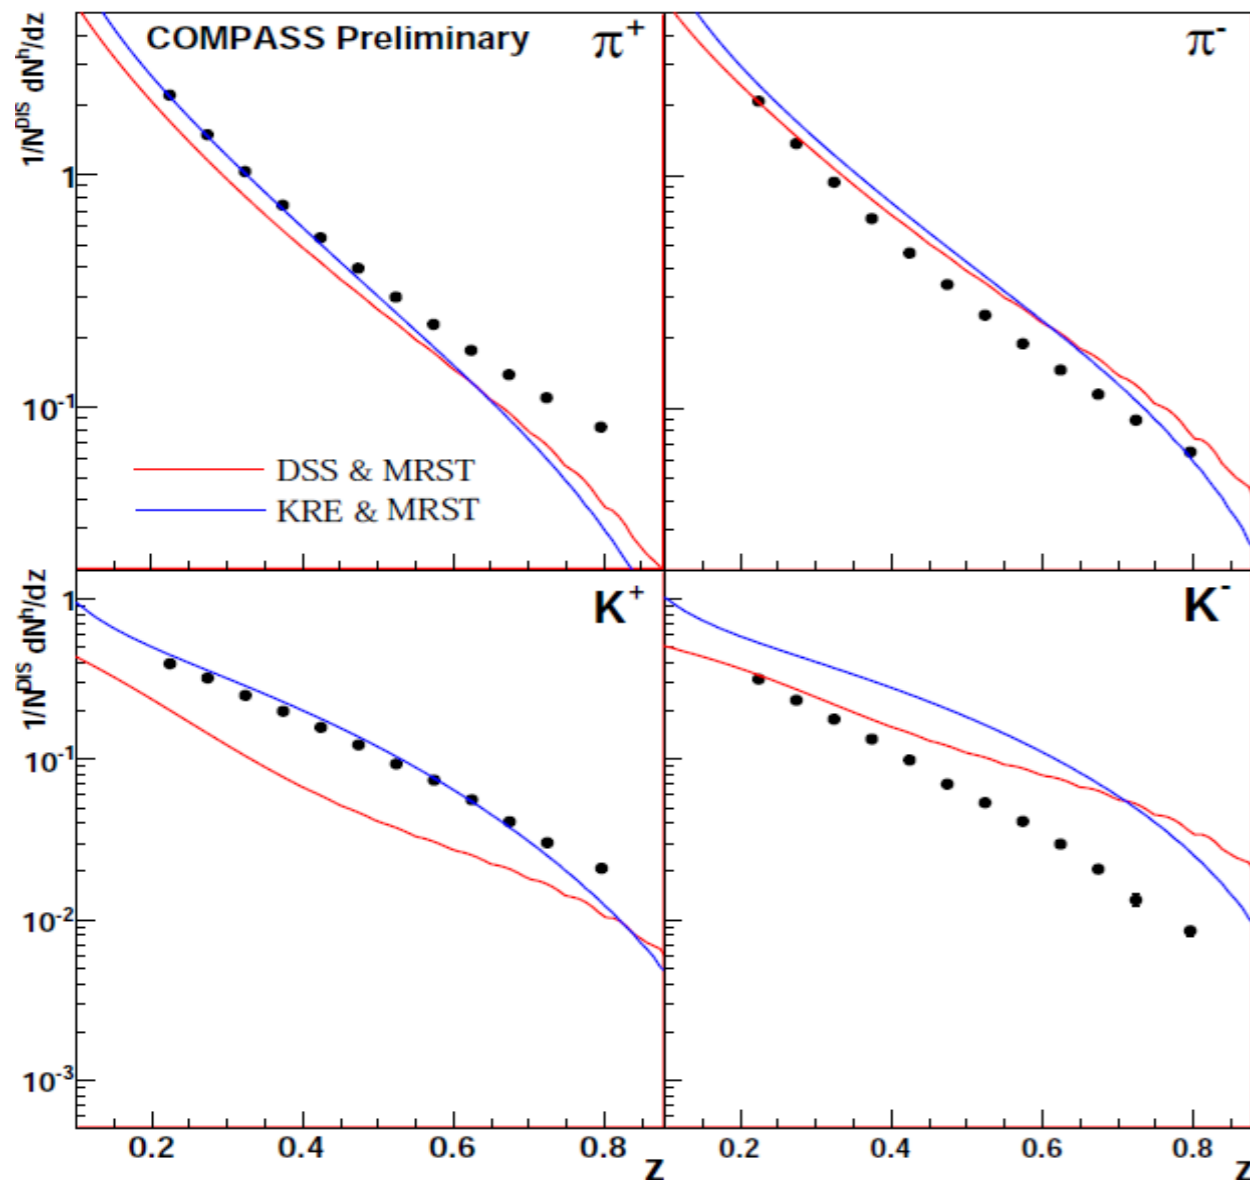 COMPASS Preliminary π⁺
π⁻
1/N^DIS dN^h/dz
1
10⁻¹
DSS & MRST
KRE & MRST
K⁺
K⁻
1/N^DIS dN^h/dz
1
10⁻¹
10⁻²
10⁻³
0.2 0.4 0.6 0.8
z
0.2 0.4 0.6 0.8
z